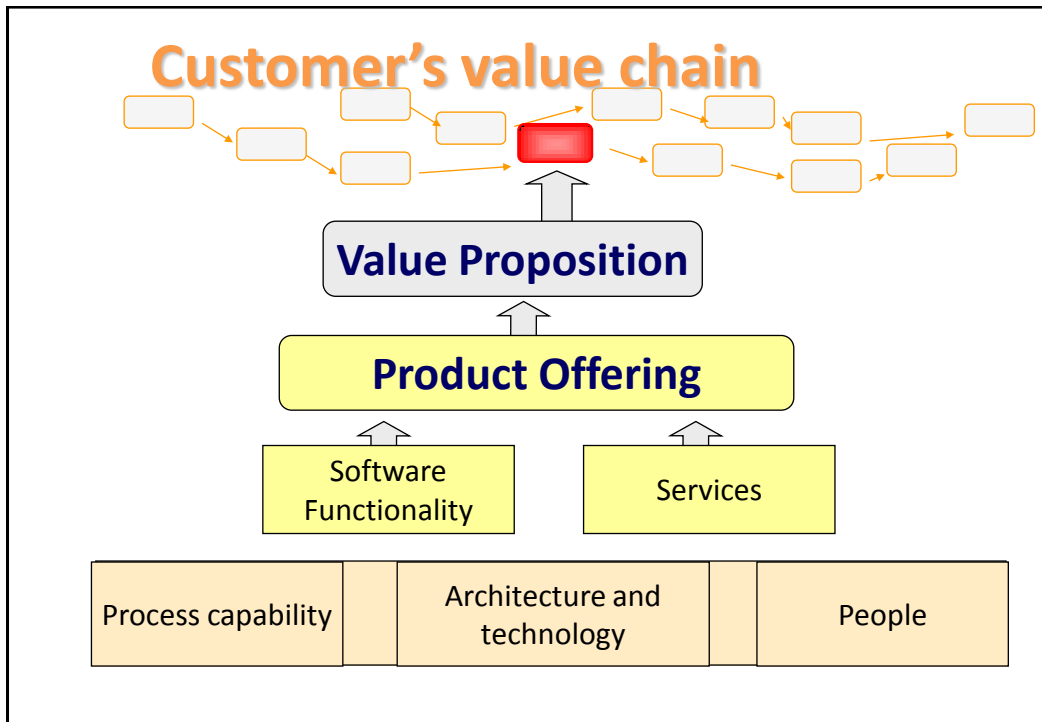 Customer’s value chain
Value Proposition
Product Offering
Software
Functionality
Services
Process capability
Architecture and
technology
People